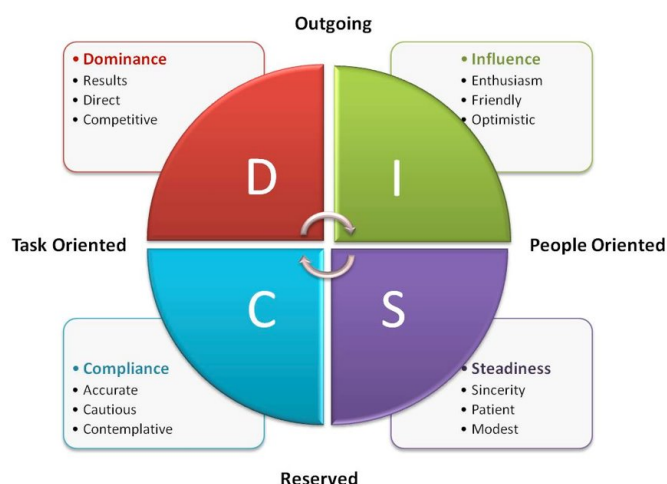 Outgoing
• Dominance
• Results
• Direct
• Competitive
• Influence
• Enthusiasm
• Friendly
• Optimistic
D
I
Task Oriented
People Oriented
C
S
• Compliance
• Accurate
• Cautious
• Contemplative
• Steadiness
• Sincerity
• Patient
• Modest
Reserved